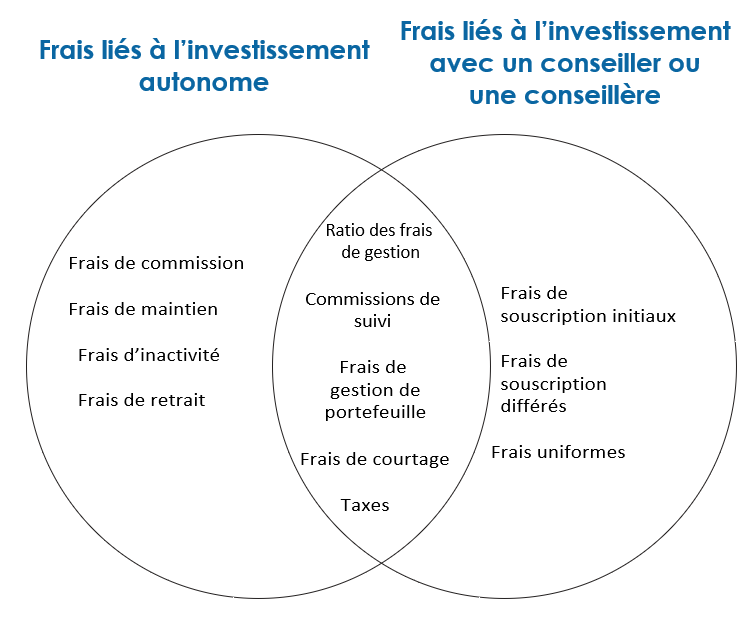 Frais liés à l'investissement
autonome
Frais liés à l'investissement
avec un conseiller ou
une conseillère
Frais de commission
Frais de maintien
Frais d'inactivité
Frais de retrait
Ratio des frais
de gestion
Commissions de
suivi
Frais de
gestion de
portefeuille
Frais de courtage
Taxes
Frais de
souscription initiaux
Frais de
souscription
différés
Frais uniformes